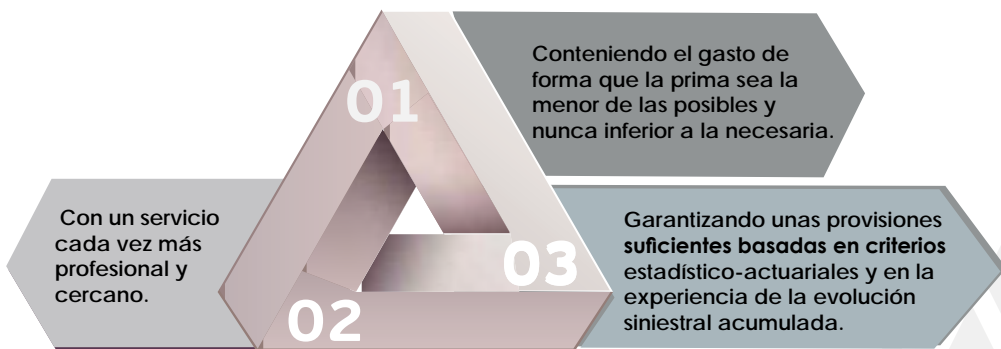 01
Conteniendo el gasto de
forma que la prima sea la
menor de las posibles y
nunca inferior a la necesaria.
02
Con un servicio
cada vez más
profesional y
cercano.
03
Garantizando unas provisiones
suficientes basadas en criterios
estadístico-actuariales y en la
experiencia de la evolución
siniestral acumulada.